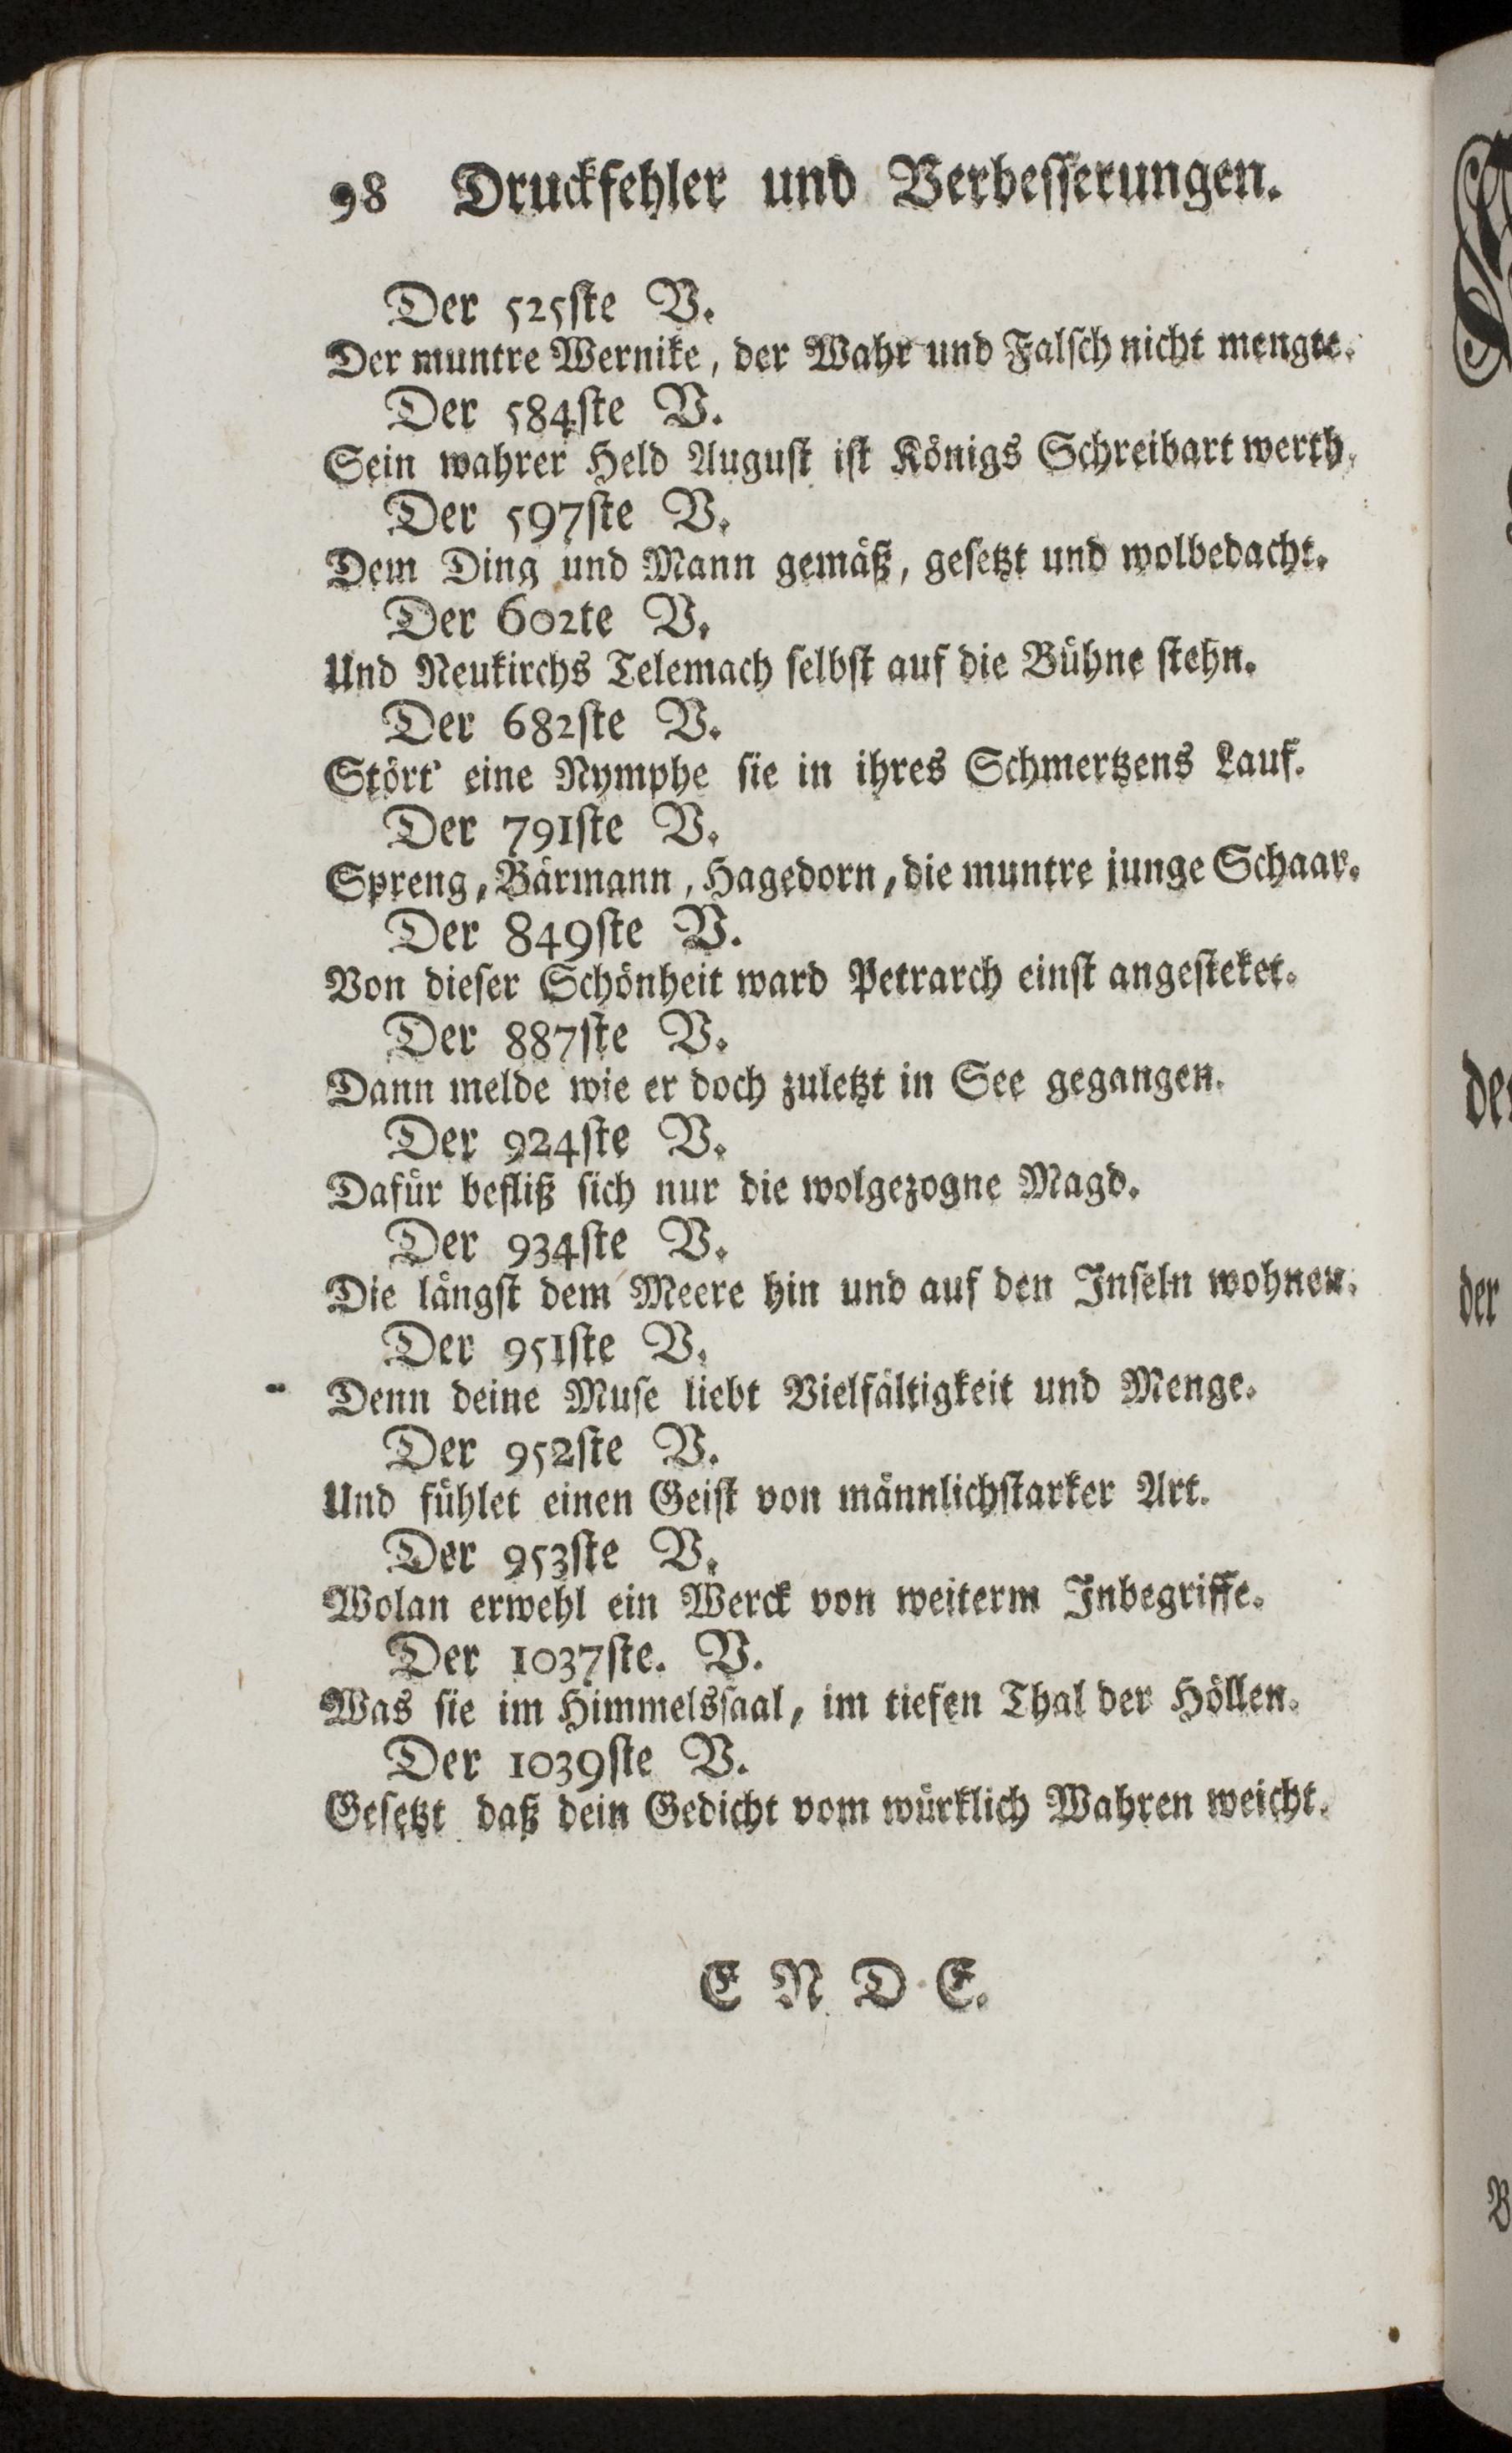 98 Druckfehler und Verbesserungen.
Der 525ste V.
Der muntre Wernike, der Wahr und Falsch nicht mengte.
Der 584ste V.
Sein wahrer Held August ist Königs Schreibart werth,
Der 597ste V.
Dem Ding und Mann gemäß, gesetzt und wolbedacht.
Der 602te V.
Und Neukirchs Telemach selbst auf die Bühne stehn.
Der 682ste V.
Stört' eine Nymphe sie in ihres Schmertzens Lauf.
Der 791ste V.
Spreng, Bärmann, Hagedorn, die muntre junge Schaar.
Der 849ste V.
Von dieser Schönheit ward Petrarch einst angesteket.
Der 887ste V.
Dann melde wie er doch zuletzt in See gegangen.
Der 924ste V.
Dafür befliß sich nur die wolgezogne Magd.
Der 934ste V.
Die längst dem Meere hin und auf den Inseln wohnen.
Der 951ste V.
Denn deine Muse liebt Vielfältigkeit und Menge.
Der 952ste V.
Und fühlet einen Geist von männlichstarker Art.
Der 953ste V.
Wolan erwehl ein Werck von weiterm Inbegriffe.
Der 1037ste. V.
Was sie im Himmelssaal, im tiefen Thal der Höllen.
Der 1039ste V.
Gesetzt daß dein Gedicht vom würklich Wahren weicht.
E N D E.
der